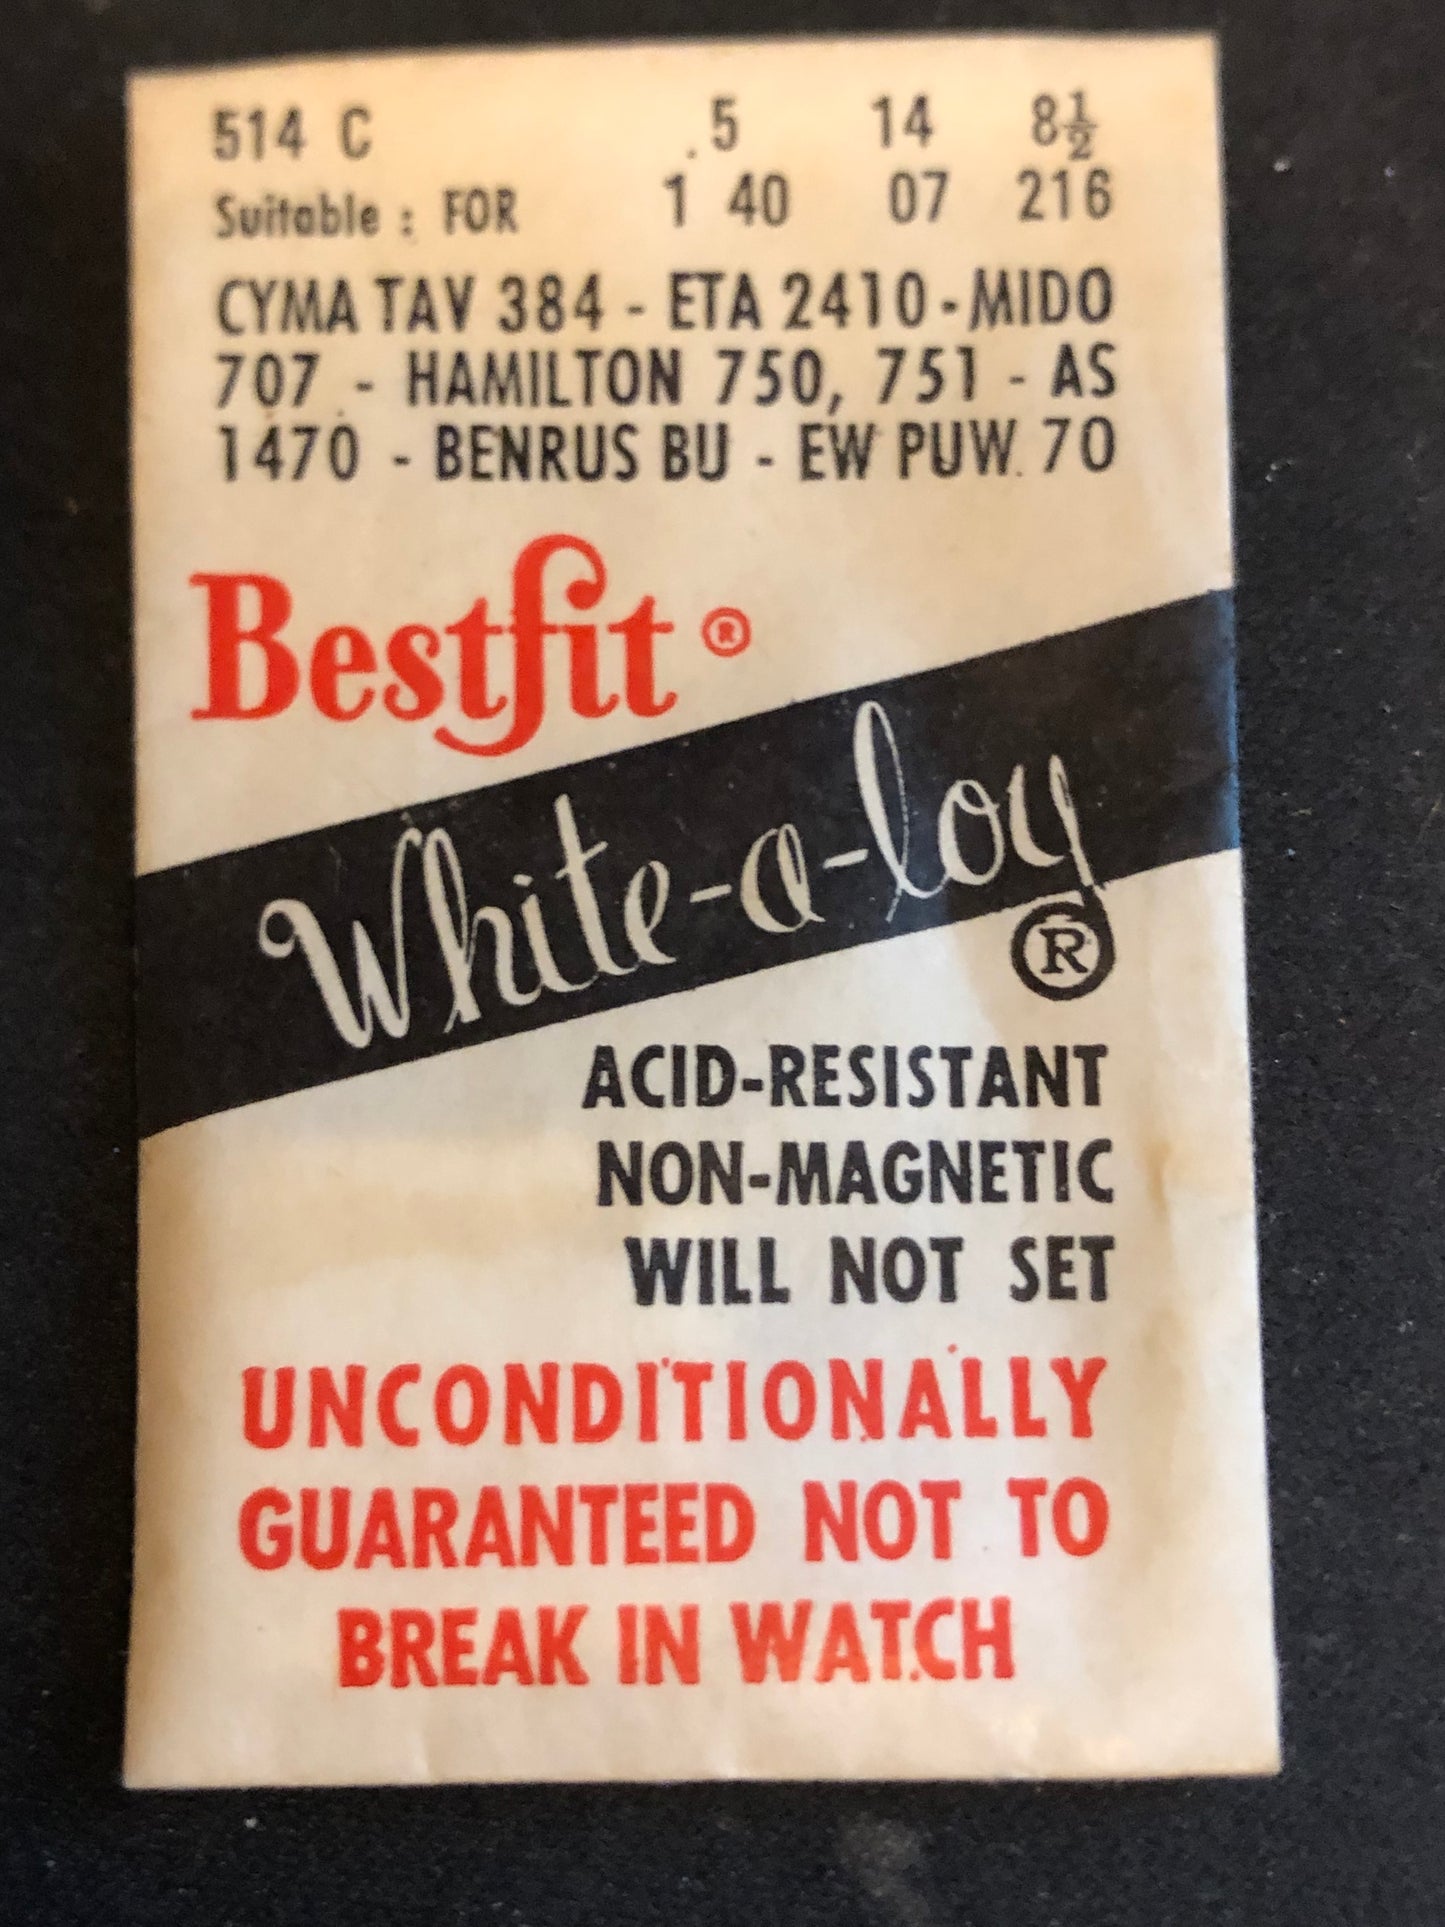 514 C .5 14 8½
Suitable : FOR 1 40 07 216
CYMA TAV 384 - ETA 2410 - MIDO
707 - HAMILTON 750, 751 - AS
1470 - BENRUS BU - EW PUW 70
Bestfit ®
White-a-loy
®
ACID-RESISTANT
NON-MAGNETIC
WILL NOT SET
UNCONDITIONALLY
GUARANTEED NOT TO
BREAK IN WATCH